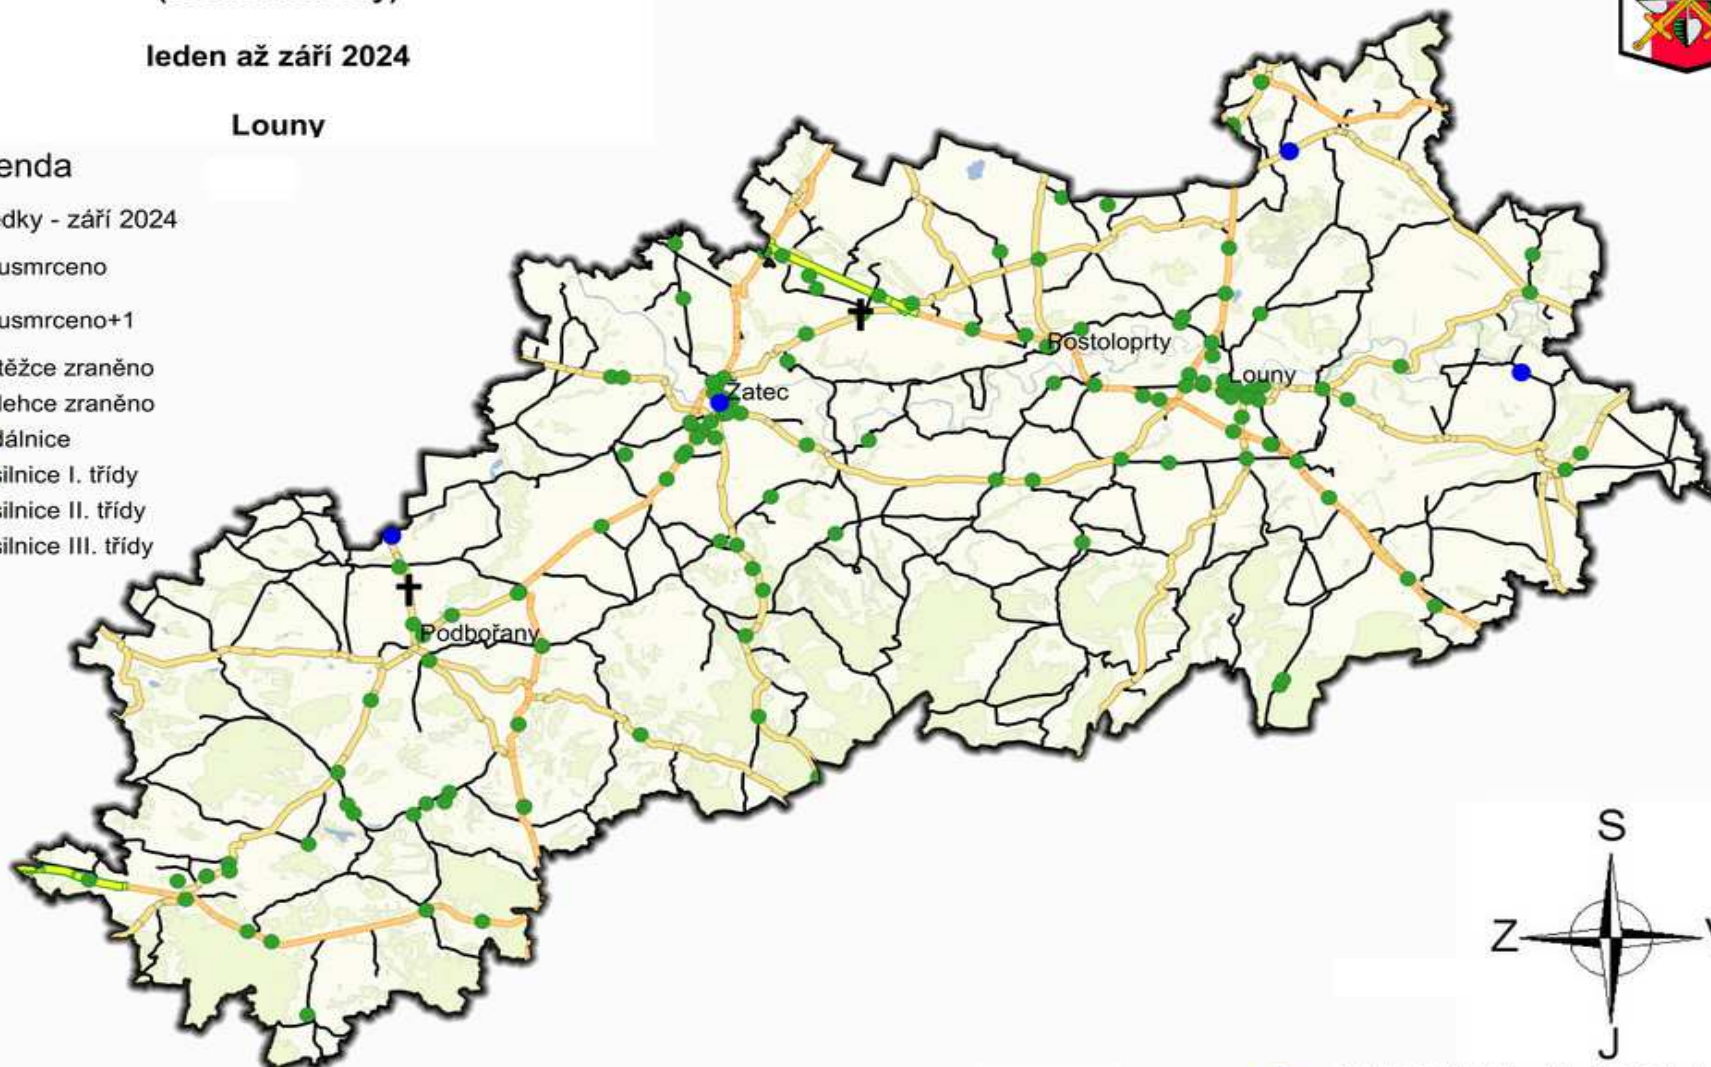 leden až září 2024
Louny
enda
edky - září 2024
usmrceno
usmrceno+1
těžce zraněno
lehce zraněno
dálnice
silnice I. třídy
silnice II. třídy
silnice III. třídy
Postoloprty
Louny
Žatec
Podbořany
S
Z
J